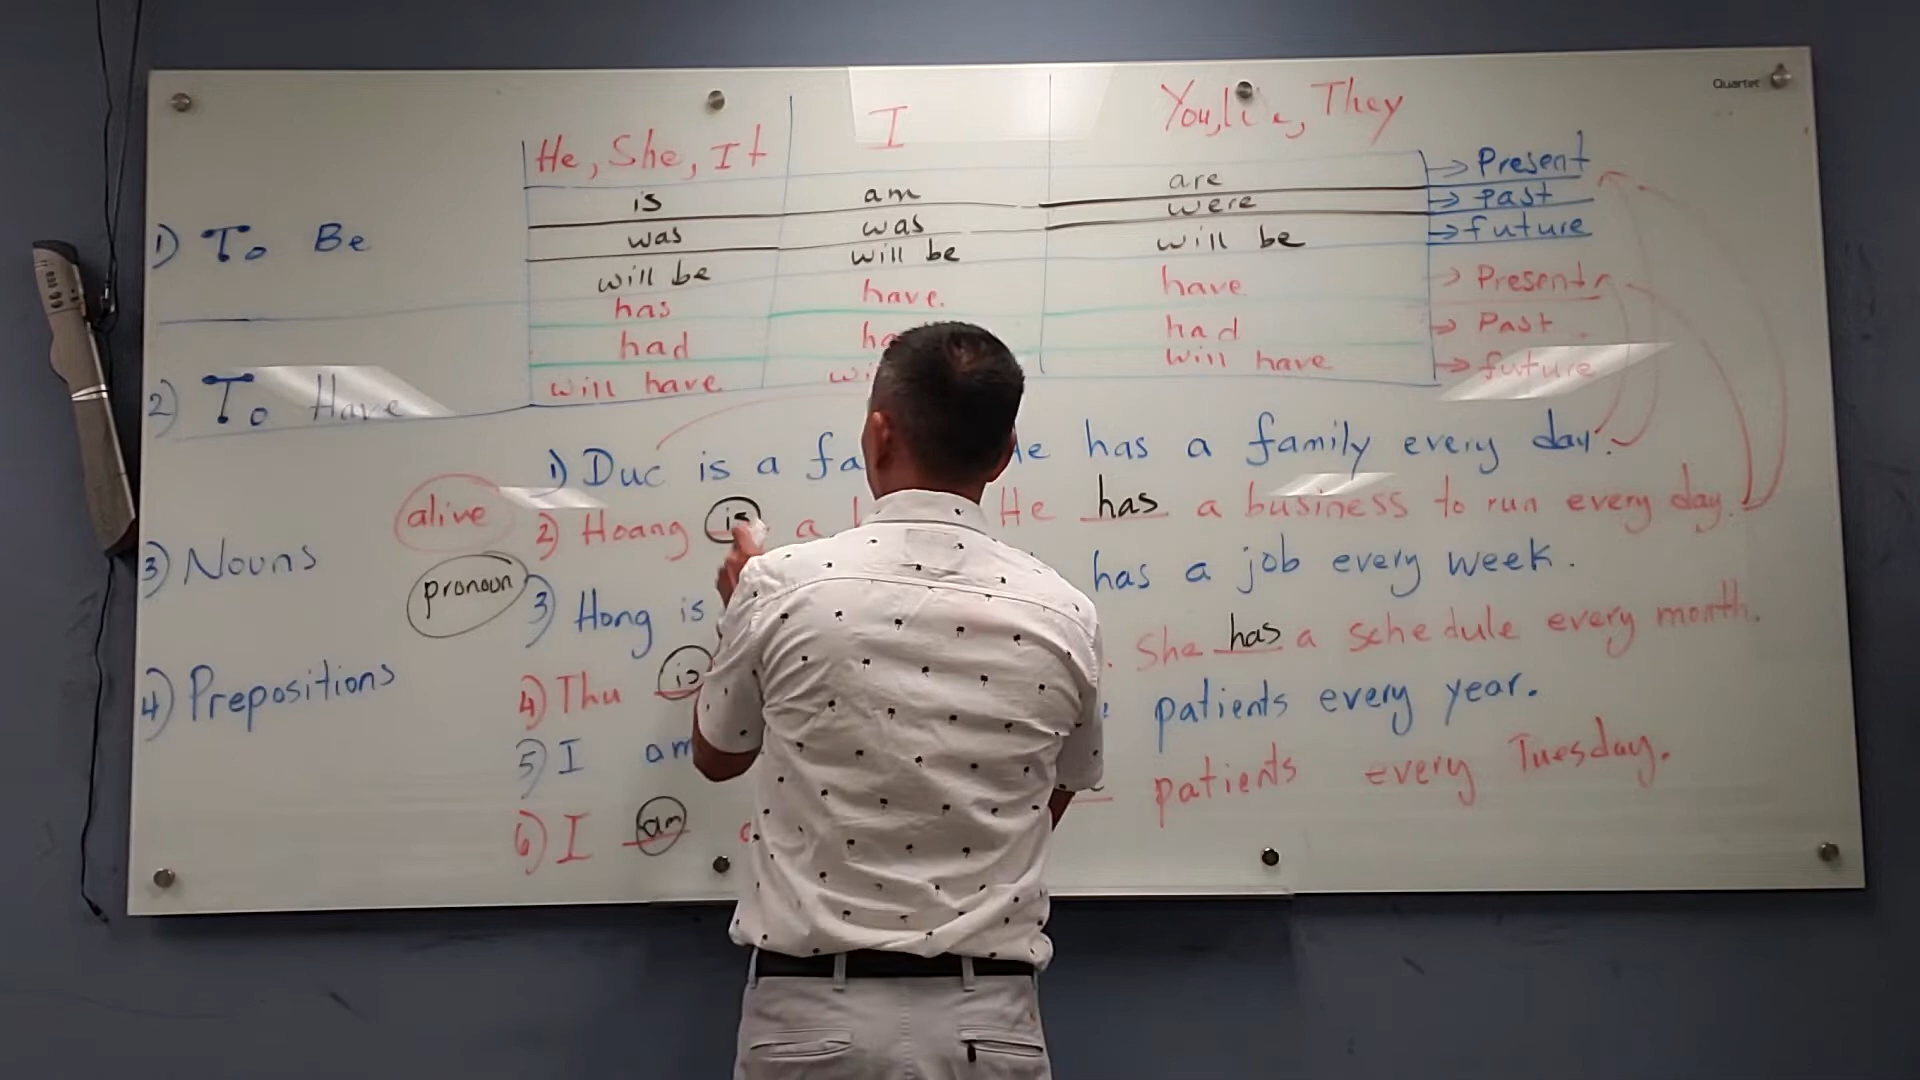 Quartet
He, She, It I You, They
is am are → Present
was was were → past
1) To Be will be will be will be → future
has have. have → Present
had had → Past
2) To Have will have will have → future
1) Duc is a He has a family every day.
alive 2) Hoang is a He has a business to run every day.
3) Nouns pronoun 3) Hong is has a job every week.
4) Thu is She has a schedule every month.
4) Prepositions 5) I am patients every year.
6) I am patients every Tuesday.